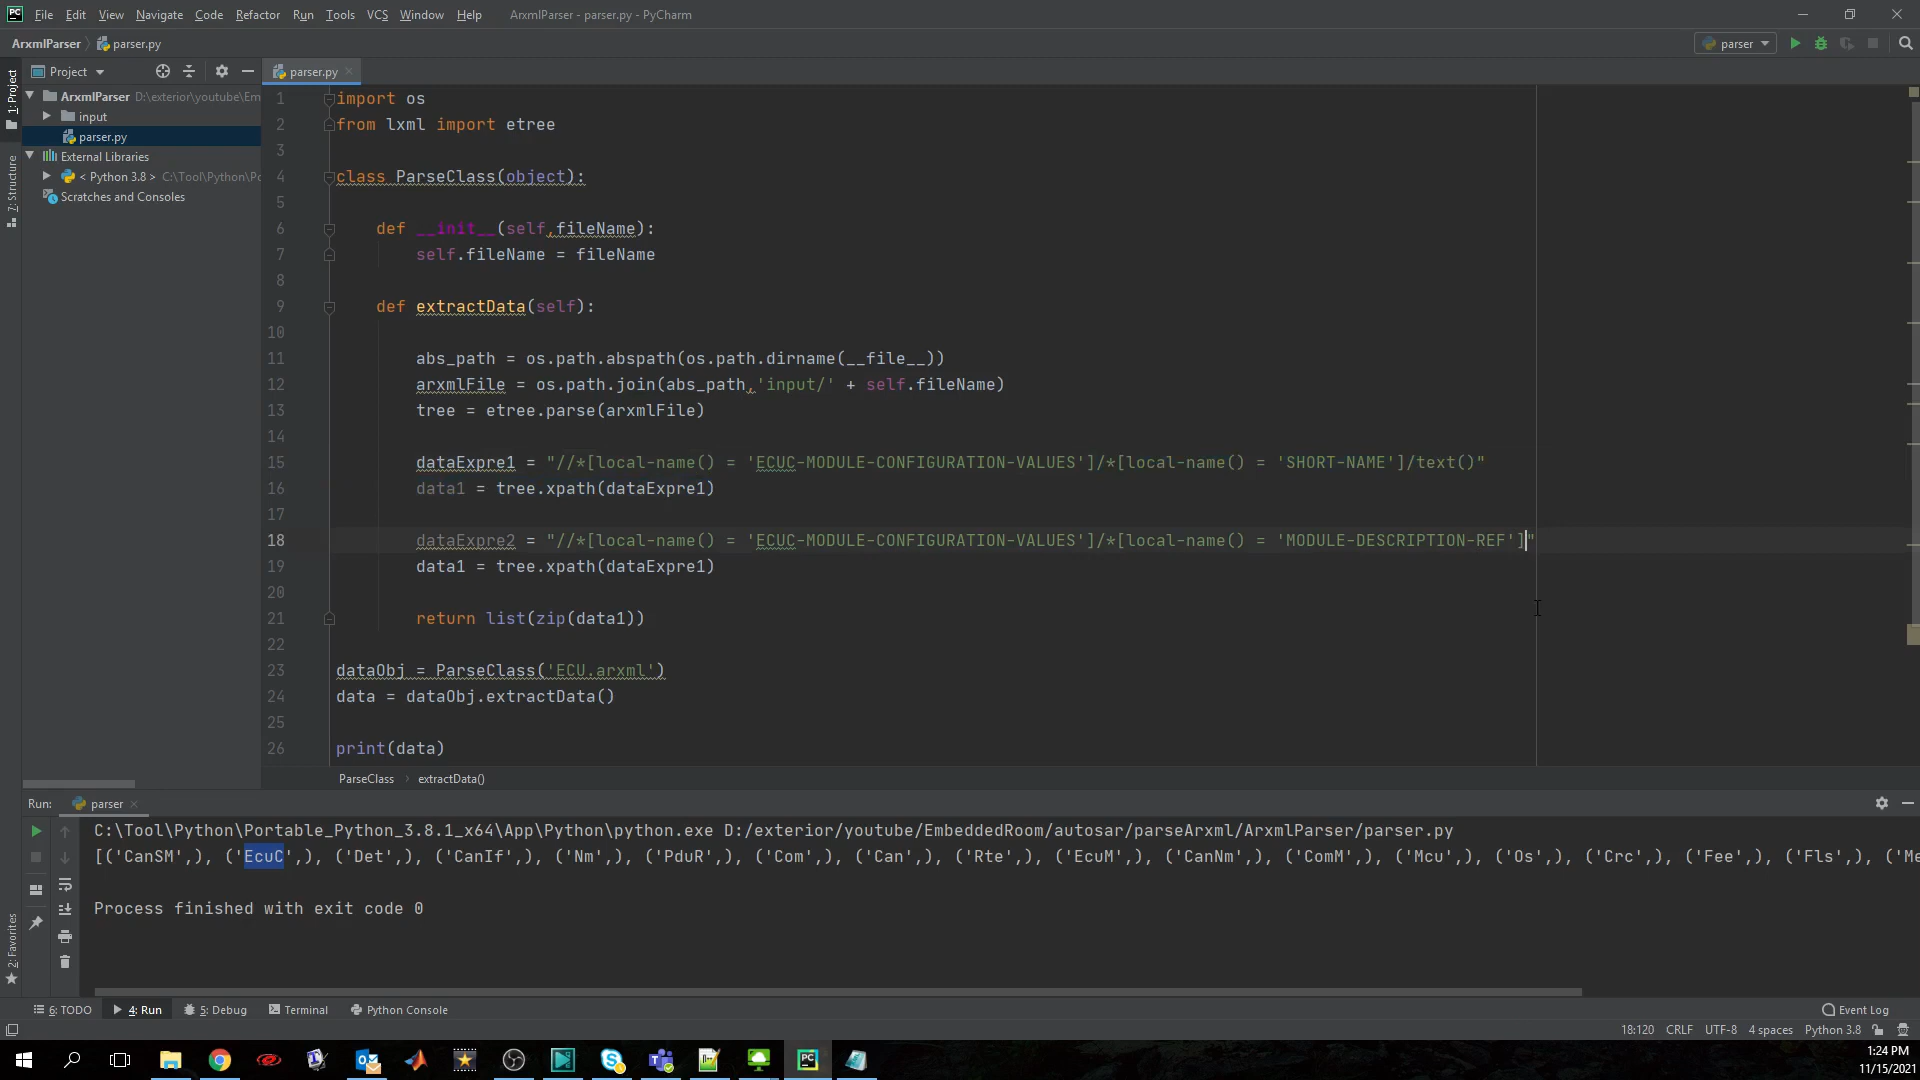 File Edit View Navigate Code Refactor Run Tools VCS Window Help ArxmlParser - parser.py - PyCharm
ArxmlParser parser.py parser
Project parser.py
1: Project
7: Structure
2: Favorites
ArxmlParser D:\exterior\youtube\Em
input
parser.py
External Libraries
< Python 3.8 > C:\Tool\Python\Po
Scratches and Consoles
1 import os
2 from lxml import etree
3
4 class ParseClass(object):
5
6 def __init__(self,fileName):
7 self.fileName = fileName
8
9 def extractData(self):
10
11 abs_path = os.path.abspath(os.path.dirname(__file__))
12 arxmlFile = os.path.join(abs_path,'input/' + self.fileName)
13 tree = etree.parse(arxmlFile)
14
15 dataExpre1 = "//*[local-name() = 'ECUC-MODULE-CONFIGURATION-VALUES']/*[local-name() = 'SHORT-NAME']/text()"
16 data1 = tree.xpath(dataExpre1)
17
18 dataExpre2 = "//*[local-name() = 'ECUC-MODULE-CONFIGURATION-VALUES']/*[local-name() = 'MODULE-DESCRIPTION-REF']"
19 data1 = tree.xpath(dataExpre1)
20
21 return list(zip(data1))
22
23 dataObj = ParseClass('ECU.arxml')
24 data = dataObj.extractData()
25
26 print(data)
ParseClass extractData()
Run: parser
C:\Tool\Python\Portable_Python_3.8.1_x64\App\Python\python.exe D:/exterior/youtube/EmbeddedRoom/autosar/parseArxml/ArxmlParser/parser.py
[('CanSM',), ('EcuC',), ('Det',), ('CanIf',), ('Nm',), ('PduR',), ('Com',), ('Can',), ('Rte',), ('EcuM',), ('CanNm',), ('ComM',), ('Mcu',), ('Os',), ('Crc',), ('Fee',), ('Fls',), ('Me
Process finished with exit code 0
6: TODO 4: Run 5: Debug Terminal Python Console Event Log
18:120 CRLF UTF-8 4 spaces Python 3.8
1:24 PM
11/15/2021